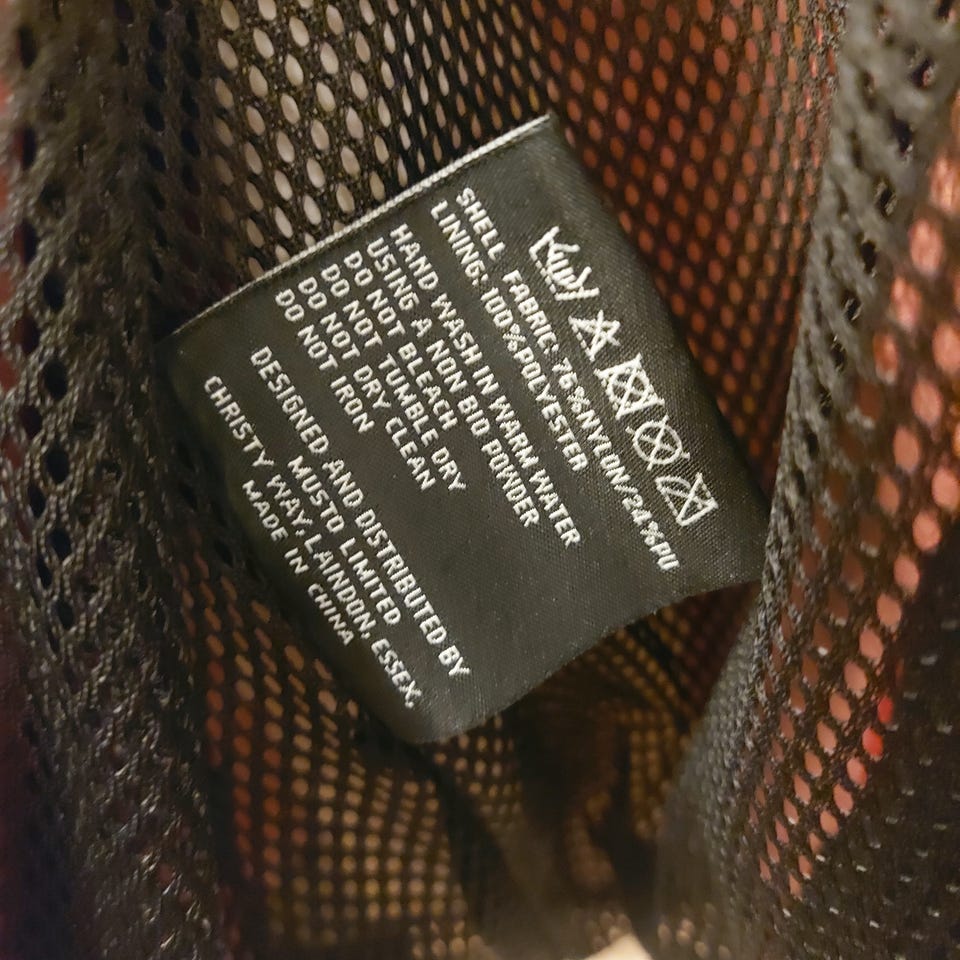 SHELL FABRIC: 76%NYLON/24%PU
LINING: 100%POLYESTER
HAND WASH IN WARM WATER
USING A NON BIO POWDER
DO NOT BLEACH
DO NOT TUMBLE DRY
DO NOT DRY CLEAN
DO NOT IRON
DESIGNED AND DISTRIBUTED BY
MUSTO LIMITED
CHRISTY WAY, LAINDON, ESSEX,
MADE IN CHINA